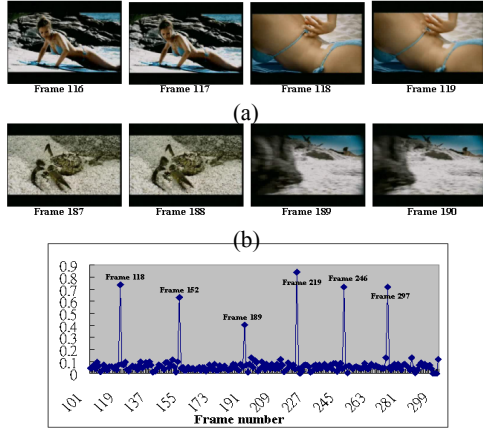 Frame 116 Frame 117 Frame 118 Frame 119
(a)
Frame 187 Frame 188 Frame 189 Frame 190
(b)
0.9
0.8
0.7
0.6
0.5
0.4
0.3
0.2
0.1
0
Frame 118
Frame 152
Frame 189
Frame 219
Frame 246
Frame 297
101 119 137 155 173 191 209 227 245 263 281 299
Frame number